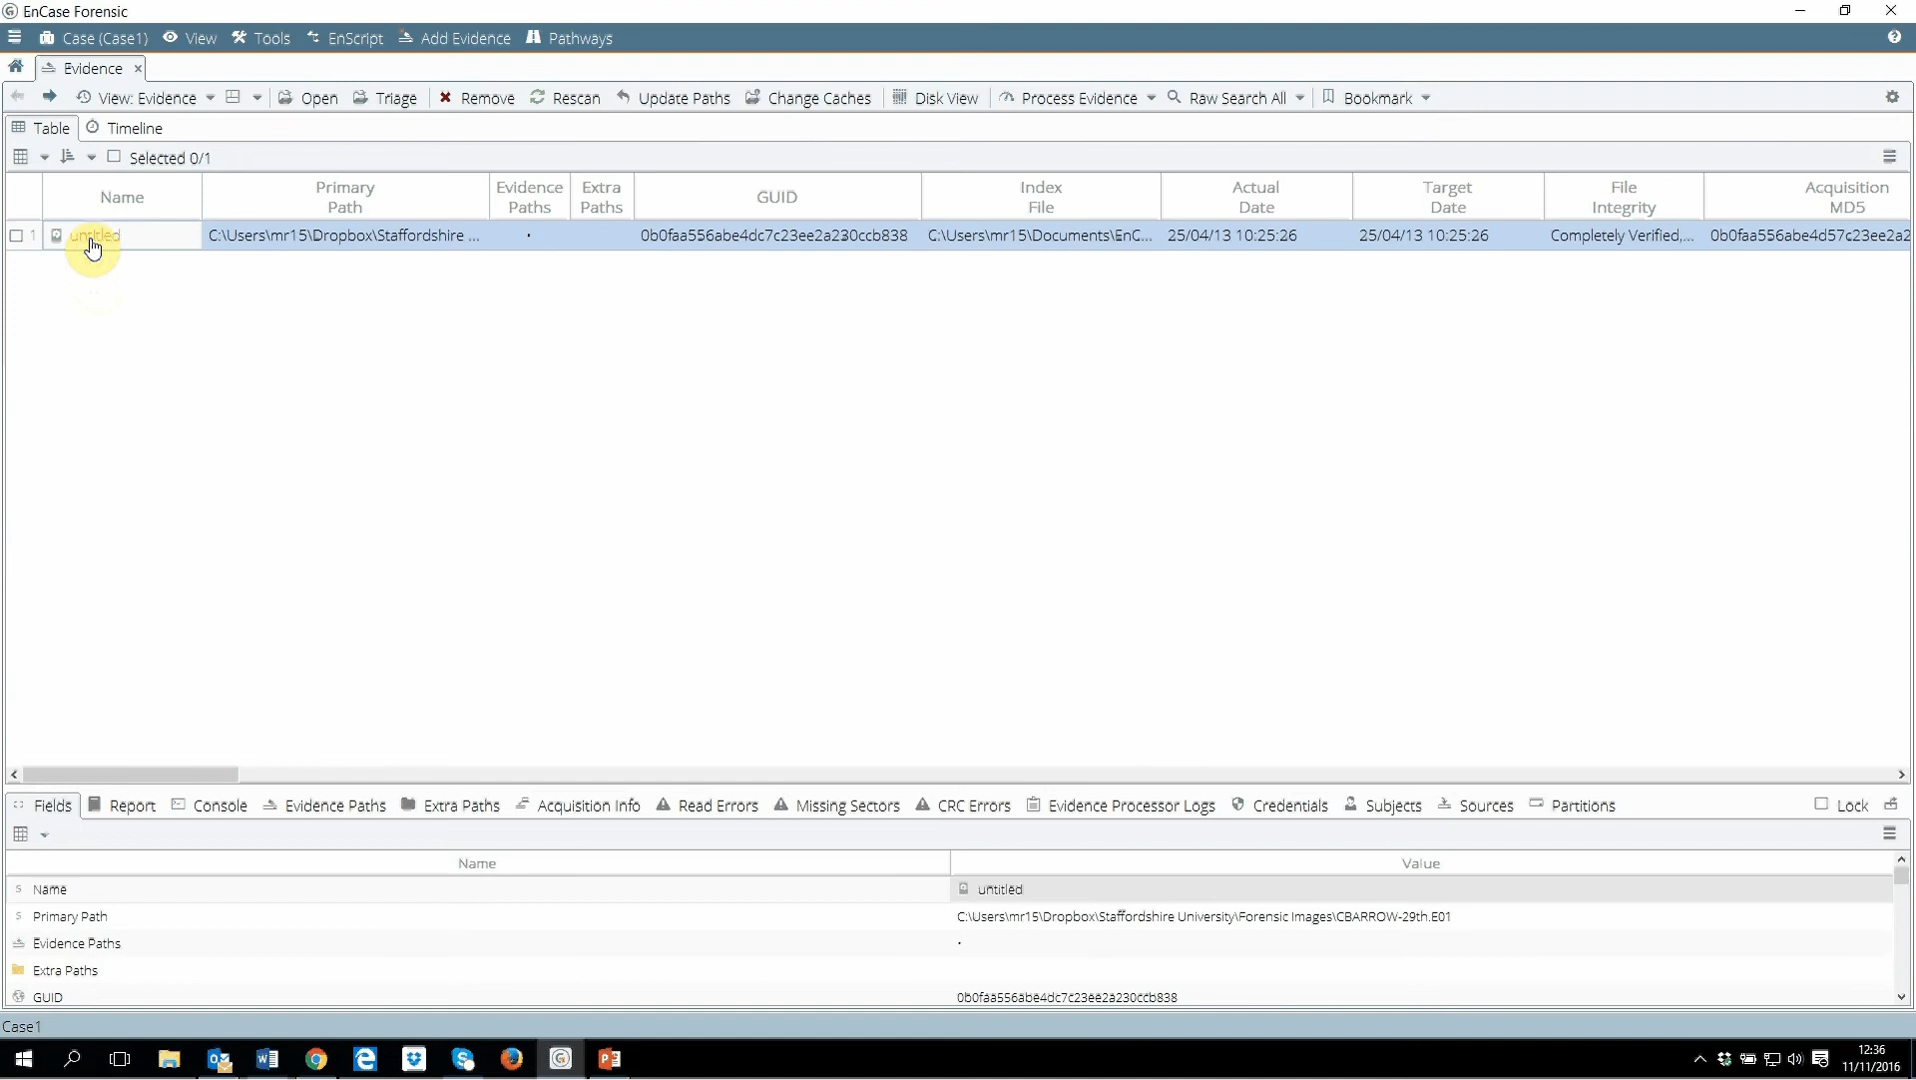 EnCase Forensic
Case (Case1) View Tools EnScript Add Evidence Pathways
Evidence
View: Evidence Open Triage Remove Rescan Update Paths Change Caches Disk View Process Evidence Raw Search All Bookmark
Table Timeline
Selected 0/1
Name Primary Path Evidence Paths Extra Paths GUID Index File Actual Date Target Date File Integrity Acquisition MD5
1 untitled C:\Users\mr15\Dropbox\Staffordshire ... • 0b0faa556abe4dc7c23ee2a230ccb838 C:\Users\mr15\Documents\EnC... 25/04/13 10:25:26 25/04/13 10:25:26 Completely Verified,... 0b0faa556abe4d57c23ee2a2
Fields Report Console Evidence Paths Extra Paths Acquisition Info Read Errors Missing Sectors CRC Errors Evidence Processor Logs Credentials Subjects Sources Partitions Lock
Name Value
Name untitled
Primary Path C:\Users\mr15\Dropbox\Staffordshire University\Forensic Images\CBARROW-29th.E01
Evidence Paths •
Extra Paths
GUID 0b0faa556abe4dc7c23ee2a230ccb838
Case1
12:36
11/11/2016